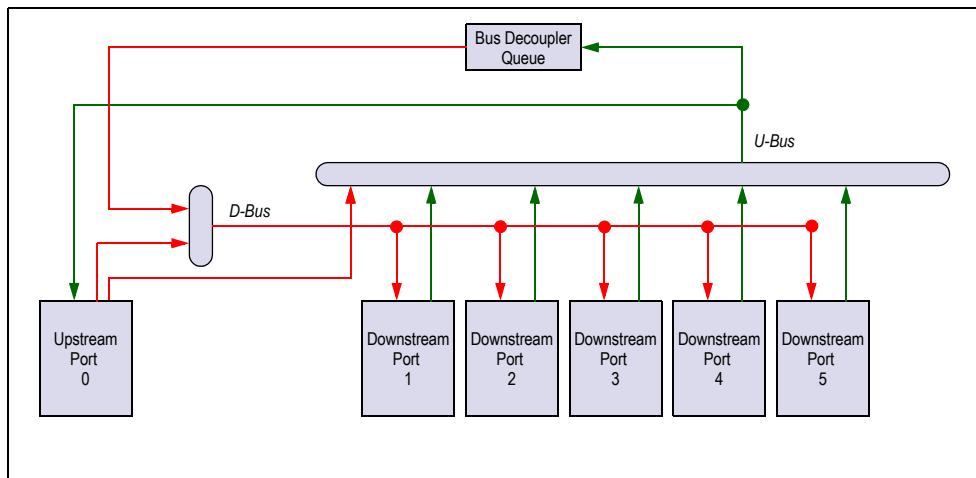 Bus Decoupler
Queue
U-Bus
D-Bus
Upstream
Port
0
Downstream
Port
1
Downstream
Port
2
Downstream
Port
3
Downstream
Port
4
Downstream
Port
5